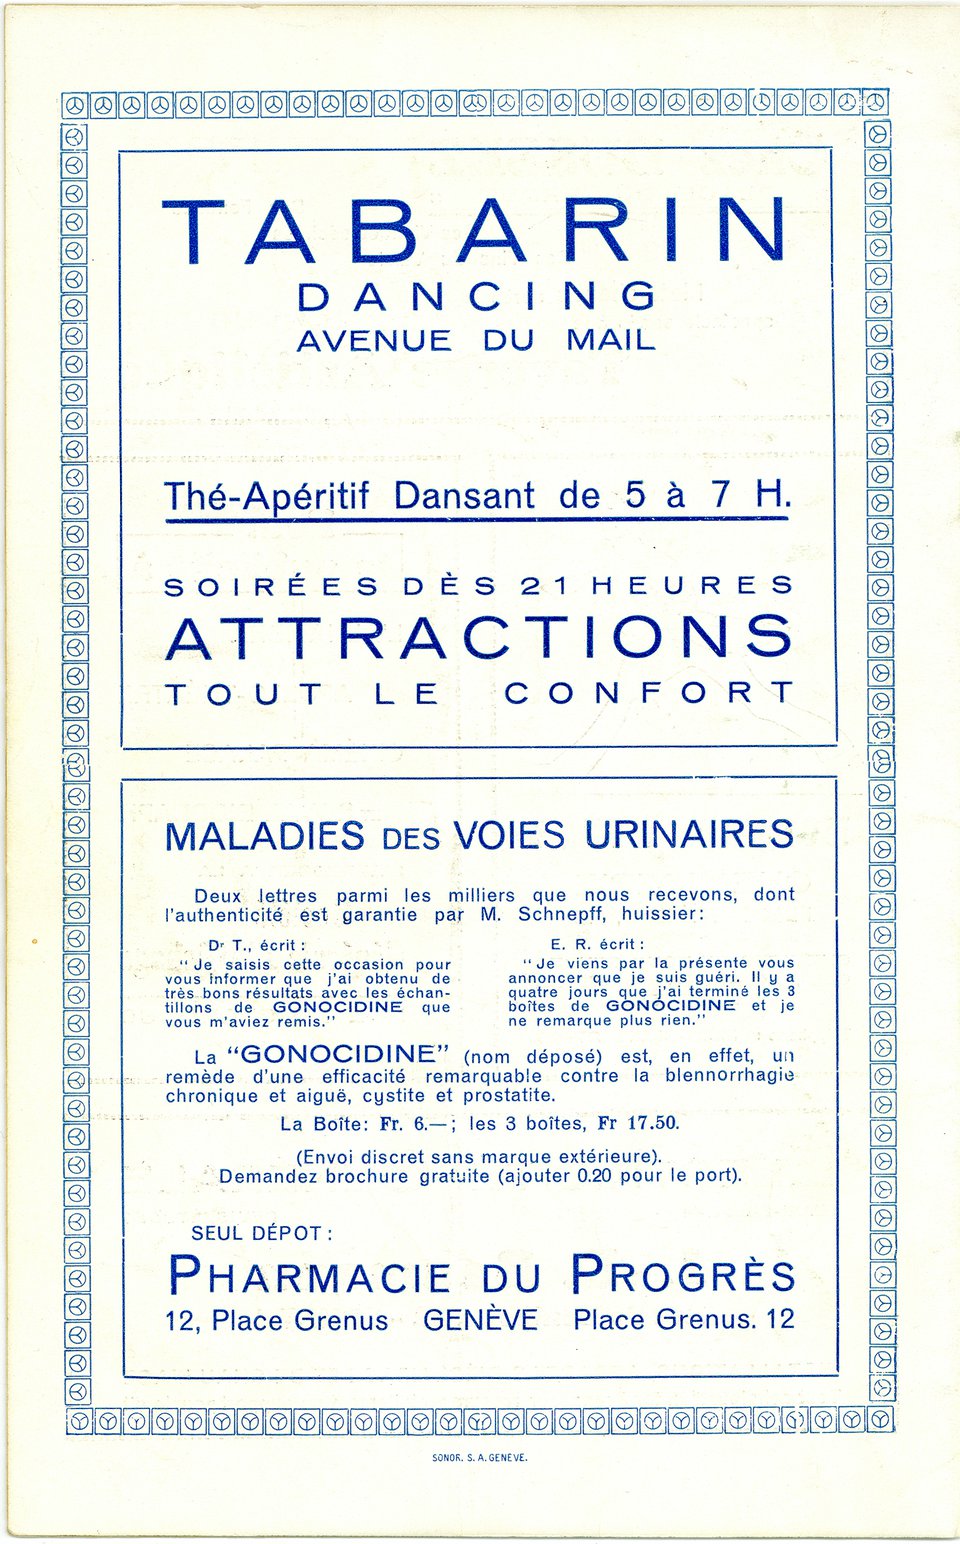 TABARIN
DANCING
AVENUE DU MAIL
Thé-Apéritif Dansant de 5 à 7 H.
SOIRÉES DÈS 21 HEURES
ATTRACTIONS
TOUT LE CONFORT
MALADIES DES VOIES URINAIRES
Deux lettres parmi les milliers que nous recevons, dont
l'authenticité est garantie par M. Schnepff, huissier:
Dr T., écrit :
“Je saisis cette occasion pour
vous informer que j'ai obtenu de
très bons résultats avec les échan-
tillons de GONOCIDINE que
vous m'aviez remis.”
E. R. écrit :
“Je viens par la présente vous
annoncer que je suis guéri. Il y a
quatre jours que j'ai terminé les 3
boîtes de GONOCIDINE et je
ne remarque plus rien.”
La “GONOCIDINE” (nom déposé) est, en effet, un
remède d'une efficacité remarquable contre la blennorrhagie
chronique et aiguë, cystite et prostatite.
La Boîte: Fr. 6.—; les 3 boîtes, Fr 17.50.
(Envoi discret sans marque extérieure).
Demandez brochure gratuite (ajouter 0.20 pour le port).
SEUL DÉPOT :
PHARMACIE DU PROGRÈS
12, Place Grenus GENÈVE Place Grenus. 12
SONOR. S. A. GENEVE.